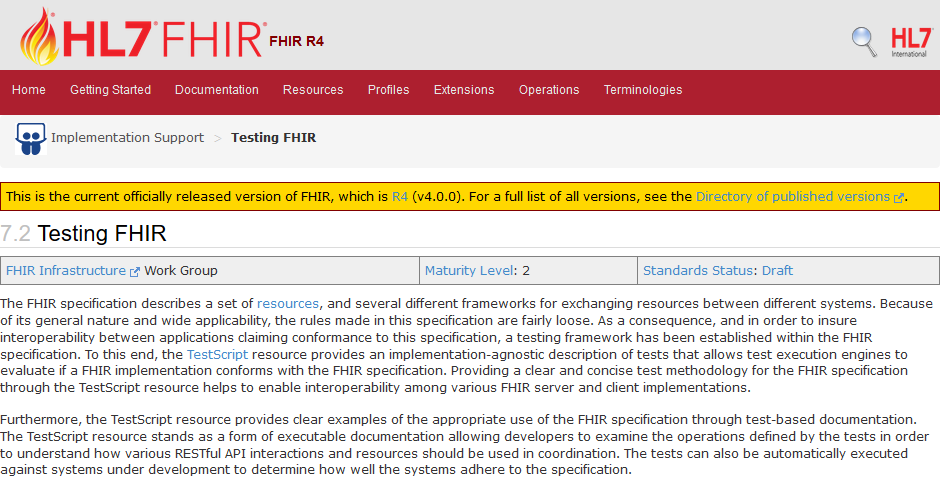 HL7 FHIR FHIR R4
HL7
International
Home Getting Started Documentation Resources Profiles Extensions Operations Terminologies
Implementation Support > Testing FHIR
This is the current officially released version of FHIR, which is R4 (v4.0.0). For a full list of all versions, see the Directory of published versions.
7.2 Testing FHIR
FHIR Infrastructure Work Group Maturity Level: 2 Standards Status: Draft
The FHIR specification describes a set of resources, and several different frameworks for exchanging resources between different systems. Because
of its general nature and wide applicability, the rules made in this specification are fairly loose. As a consequence, and in order to insure
interoperability between applications claiming conformance to this specification, a testing framework has been established within the FHIR
specification. To this end, the TestScript resource provides an implementation-agnostic description of tests that allows test execution engines to
evaluate if a FHIR implementation conforms with the FHIR specification. Providing a clear and concise test methodology for the FHIR specification
through the TestScript resource helps to enable interoperability among various FHIR server and client implementations.
Furthermore, the TestScript resource provides clear examples of the appropriate use of the FHIR specification through test-based documentation.
The TestScript resource stands as a form of executable documentation allowing developers to examine the operations defined by the tests in order
to understand how various RESTful API interactions and resources should be used in coordination. The tests can also be automatically executed
against systems under development to determine how well the systems adhere to the specification.